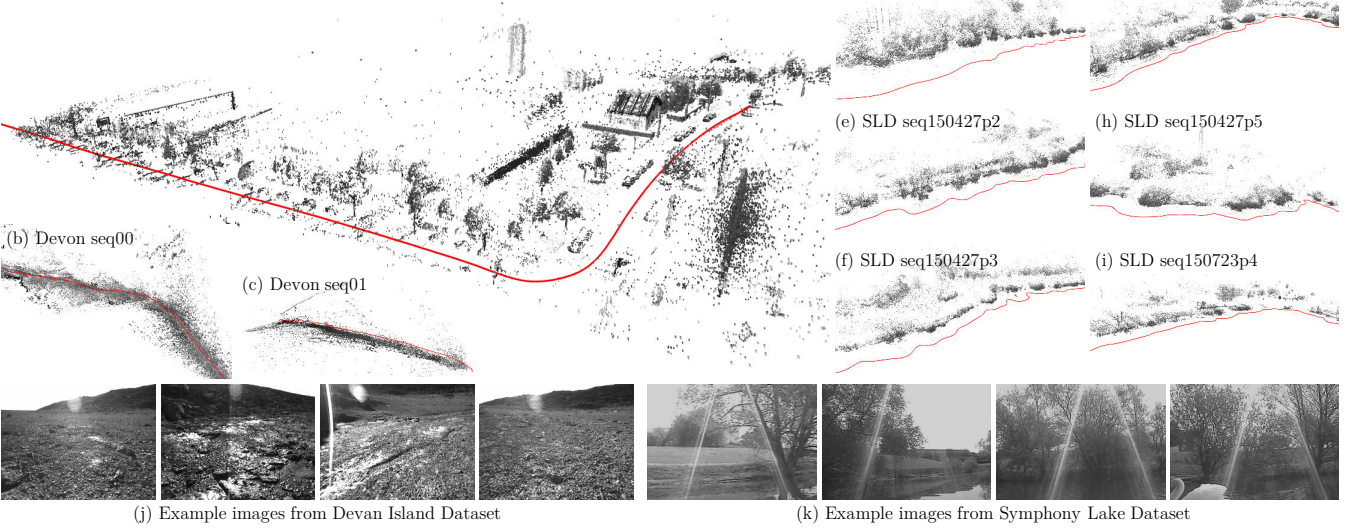 (e) SLD seq150427p2
(h) SLD seq150427p5
(b) Devon seq00
(f) SLD seq150427p3
(i) SLD seq150723p4
(c) Devon seq01
(j) Example images from Devan Island Dataset
(k) Example images from Symphony Lake Dataset